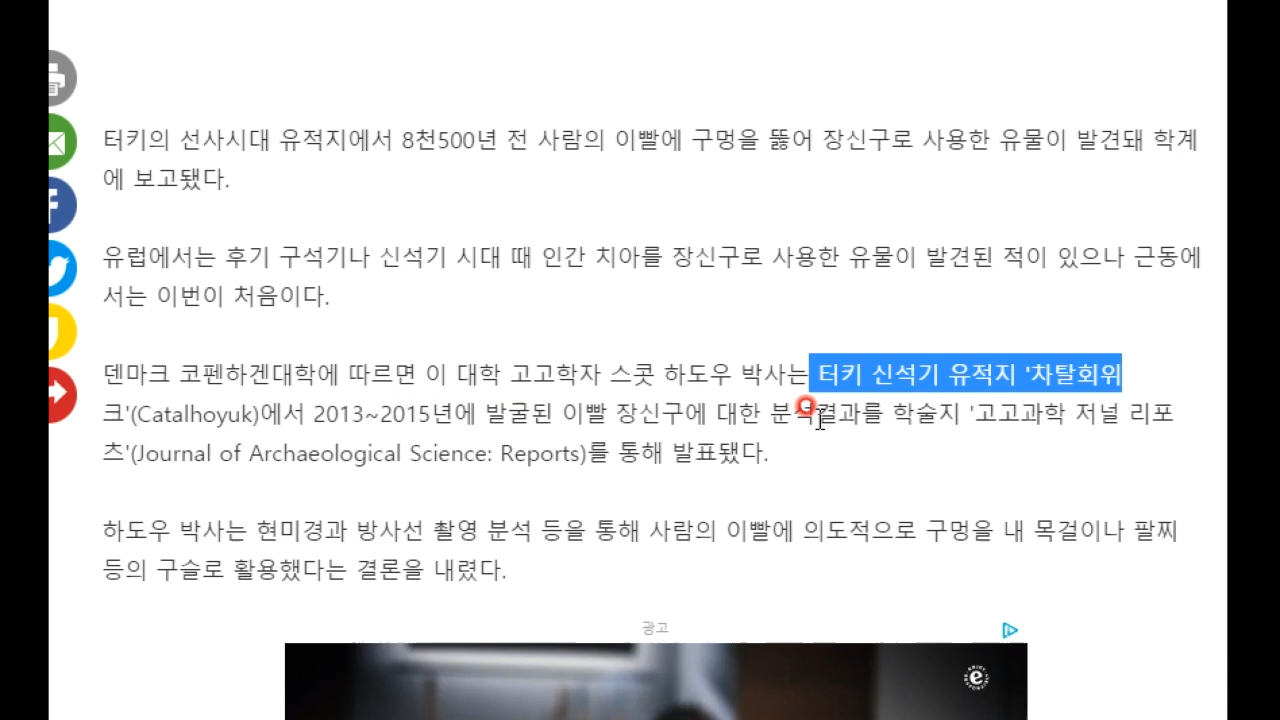 터키의 선사시대 유적지에서 8천500년 전 사람의 이빨에 구멍을 뚫어 장신구로 사용한 유물이 발견돼 학계
에 보고됐다.
유럽에서는 후기 구석기나 신석기 시대 때 인간 치아를 장신구로 사용한 유물이 발견된 적이 있으나 근동에
서는 이번이 처음이다.
덴마크 코펜하겐대학에 따르면 이 대학 고고학자 스콧 하도우 박사는 터키 신석기 유적지 '차탈회위
크'(Catalhoyuk)에서 2013~2015년에 발굴된 이빨 장신구에 대한 분석결과를 학술지 '고고과학 저널 리포
츠'(Journal of Archaeological Science: Reports)를 통해 발표됐다.
하도우 박사는 현미경과 방사선 촬영 분석 등을 통해 사람의 이빨에 의도적으로 구멍을 내 목걸이나 팔찌
등의 구슬로 활용했다는 결론을 내렸다.
광고